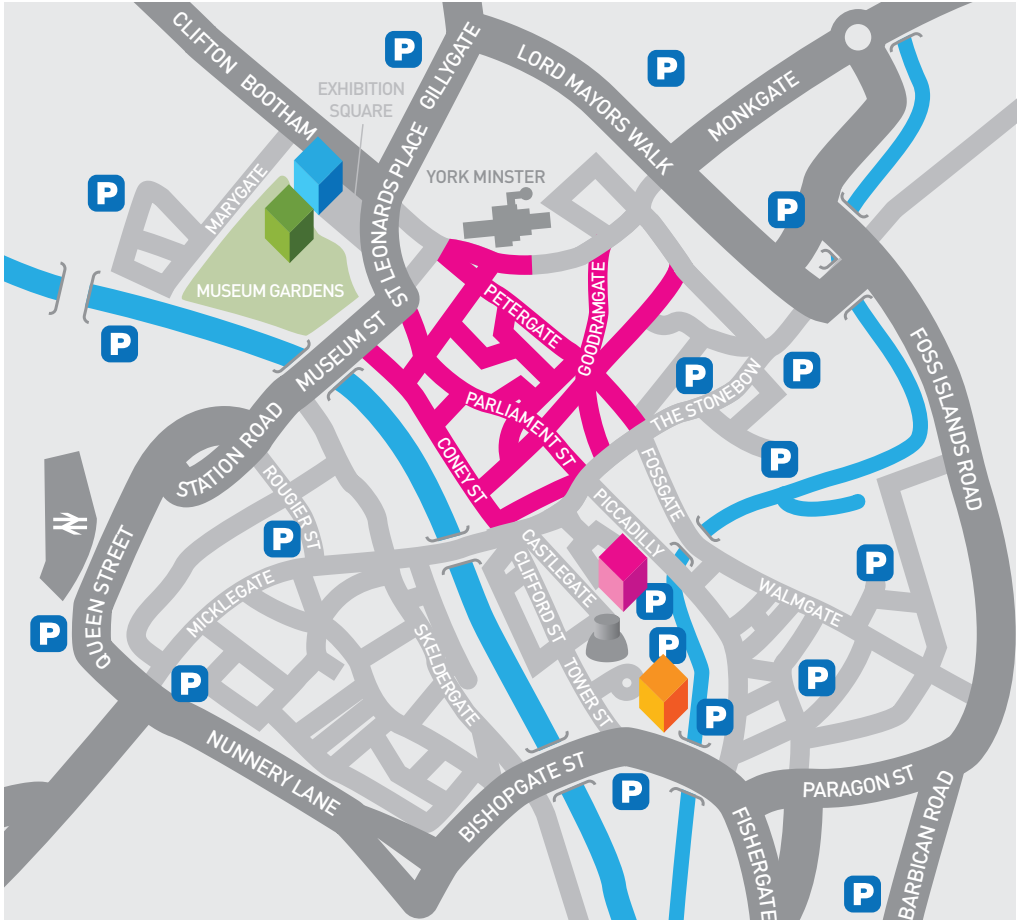 CLIFTON
BOOTHAM
P
GILLYGATE
LORD MAYORS WALK
P
MONKGATE
EXHIBITION
SQUARE
ST LEONARDS PLACE
YORK MINSTER
P
MARYGATE
P
MUSEUM GARDENS
PETERGATE
GOODRAMGATE
P
MUSEUM ST
FOSS ISLANDS ROAD
P
P
THE STONEBOW
PARLIAMENT ST
STATION ROAD
CONEY ST
P
ROUGIER ST
FOSSGATE
PICCADILLY
P
QUEEN STREET
CASTLEGATE
CLIFFORD ST
P
MICKLEGATE
WALMGATE
P
P
P
SKELDERGATE
TOWER ST
P
P
P
NUNNERY LANE
BISHOPGATE ST
P
PARAGON ST
FISHERGATE
BARBICAN ROAD
P